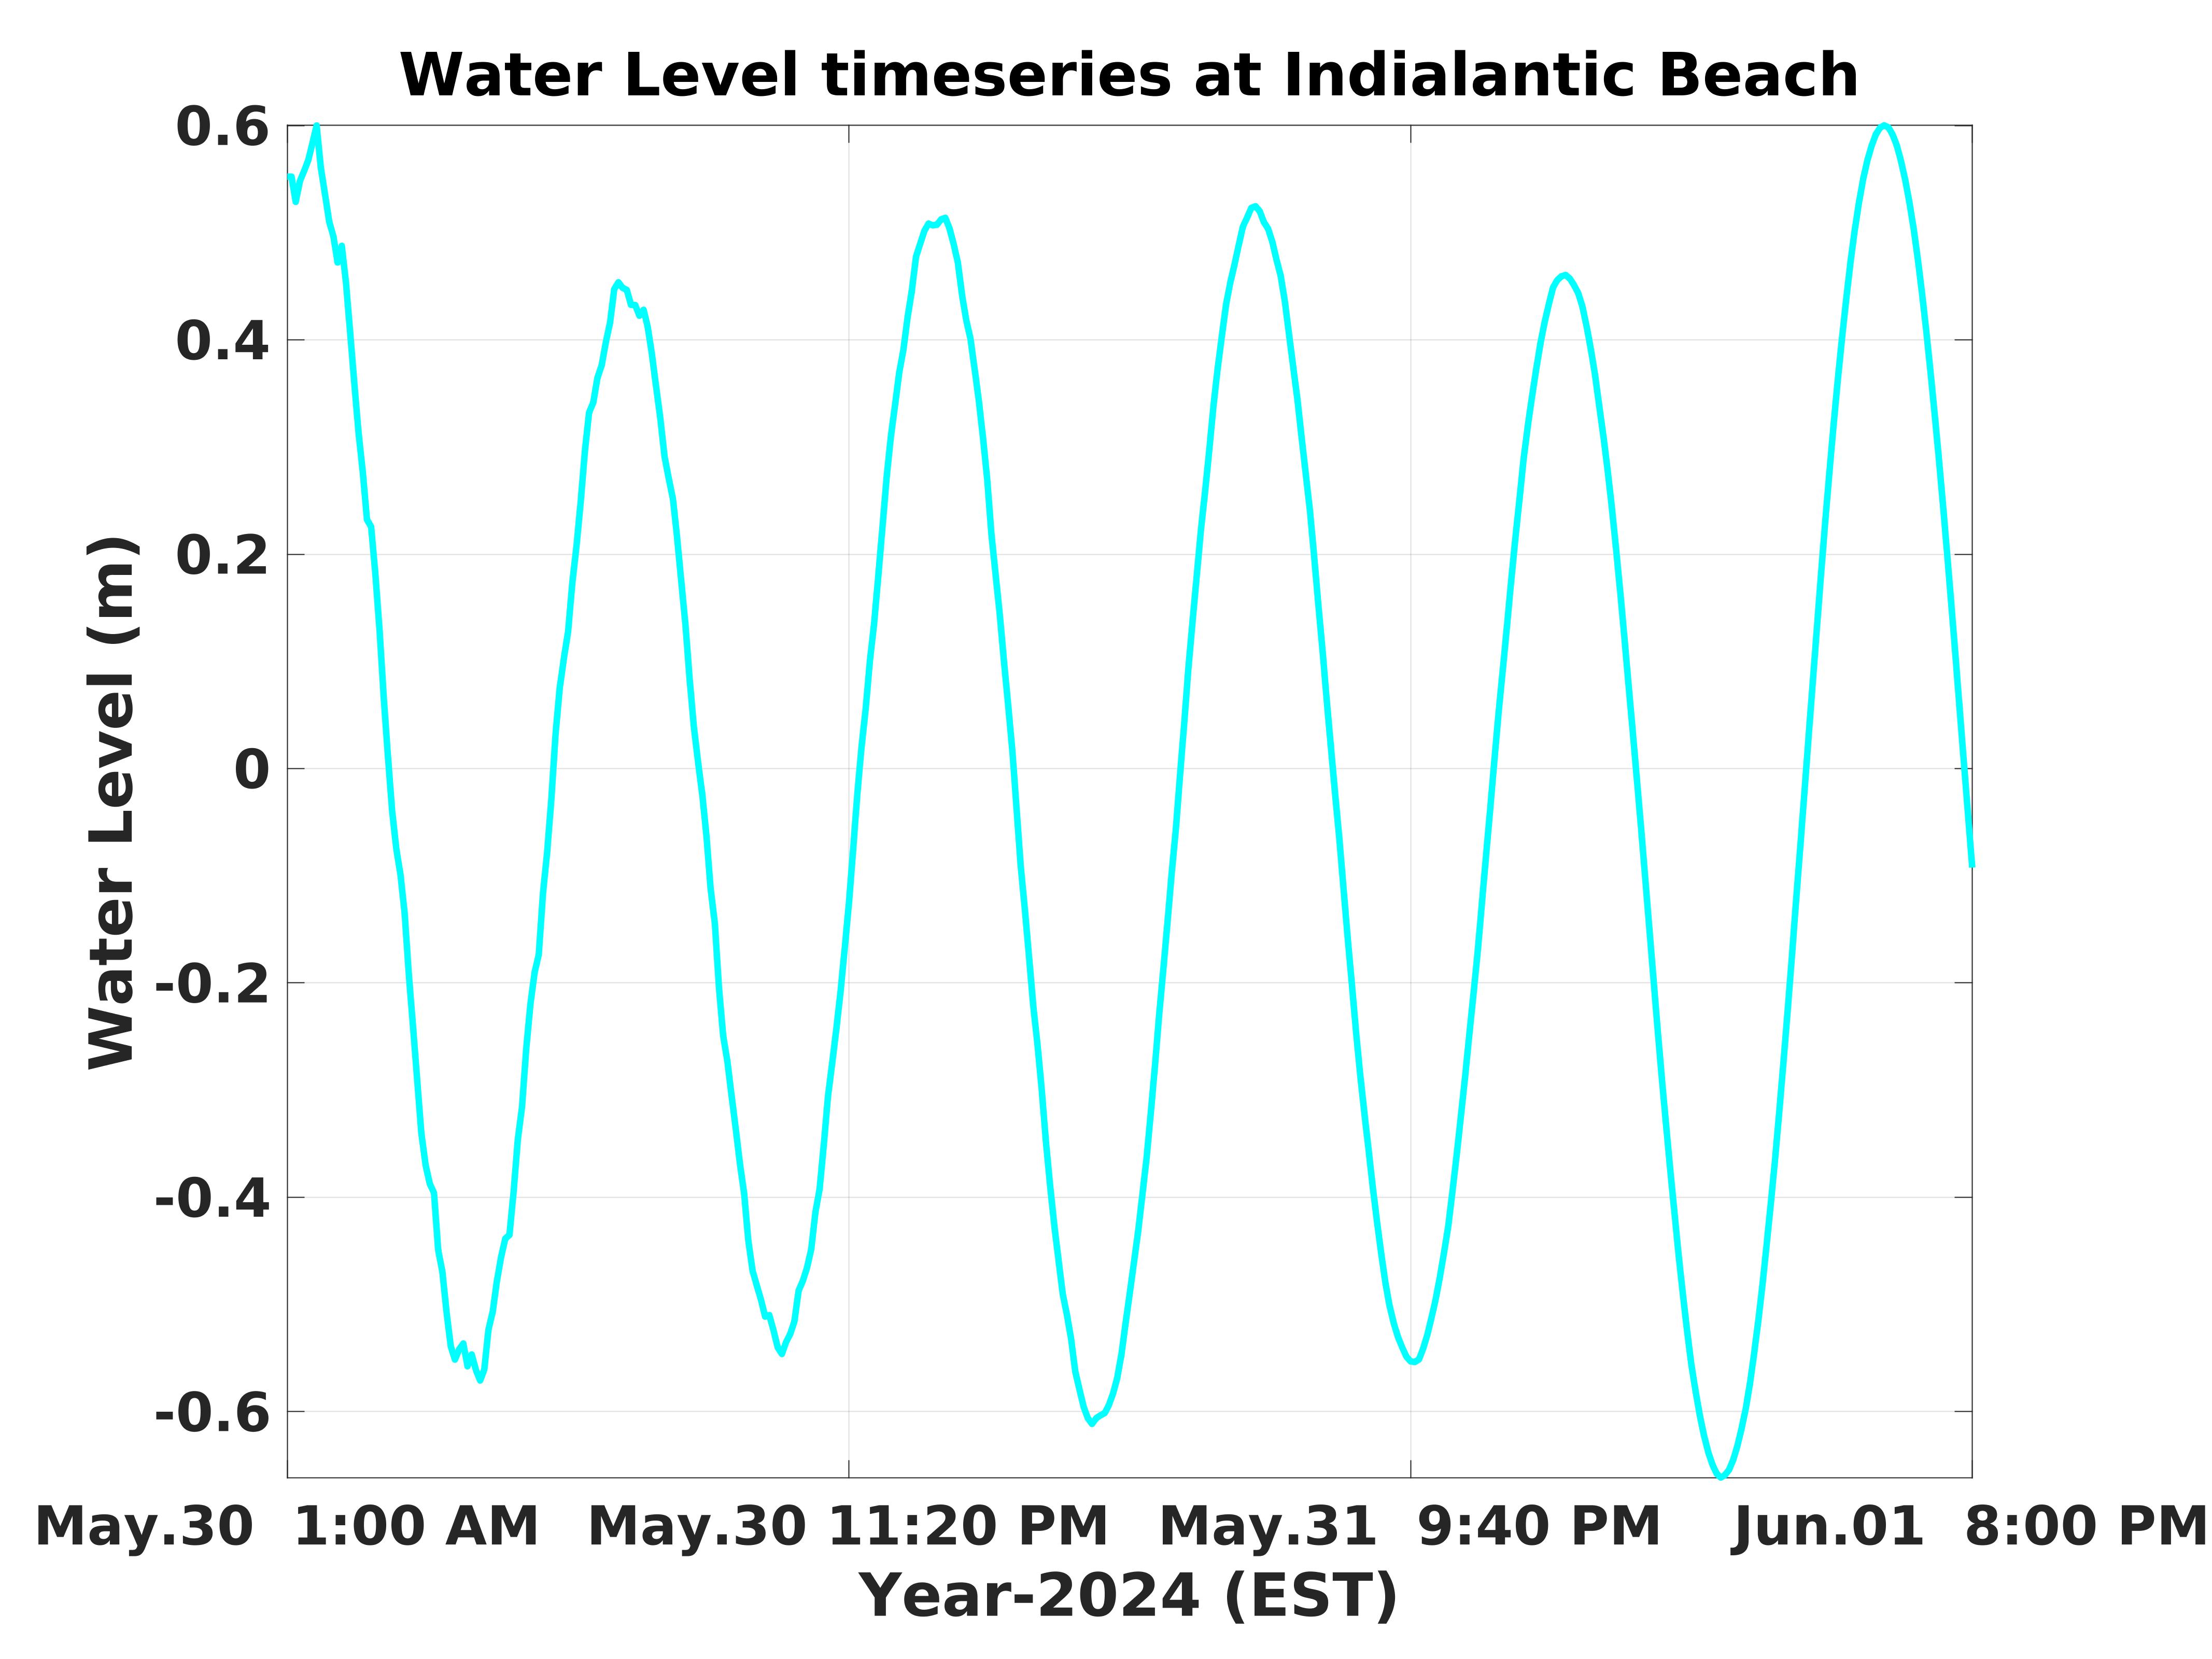 Water Level timeseries at Indialantic Beach
0.6
0.4
0.2
0
-0.2
-0.4
-0.6
Water Level (m)
May.30 1:00 AM May.30 11:20 PM May.31 9:40 PM Jun.01 8:00 PM
Year-2024 (EST)